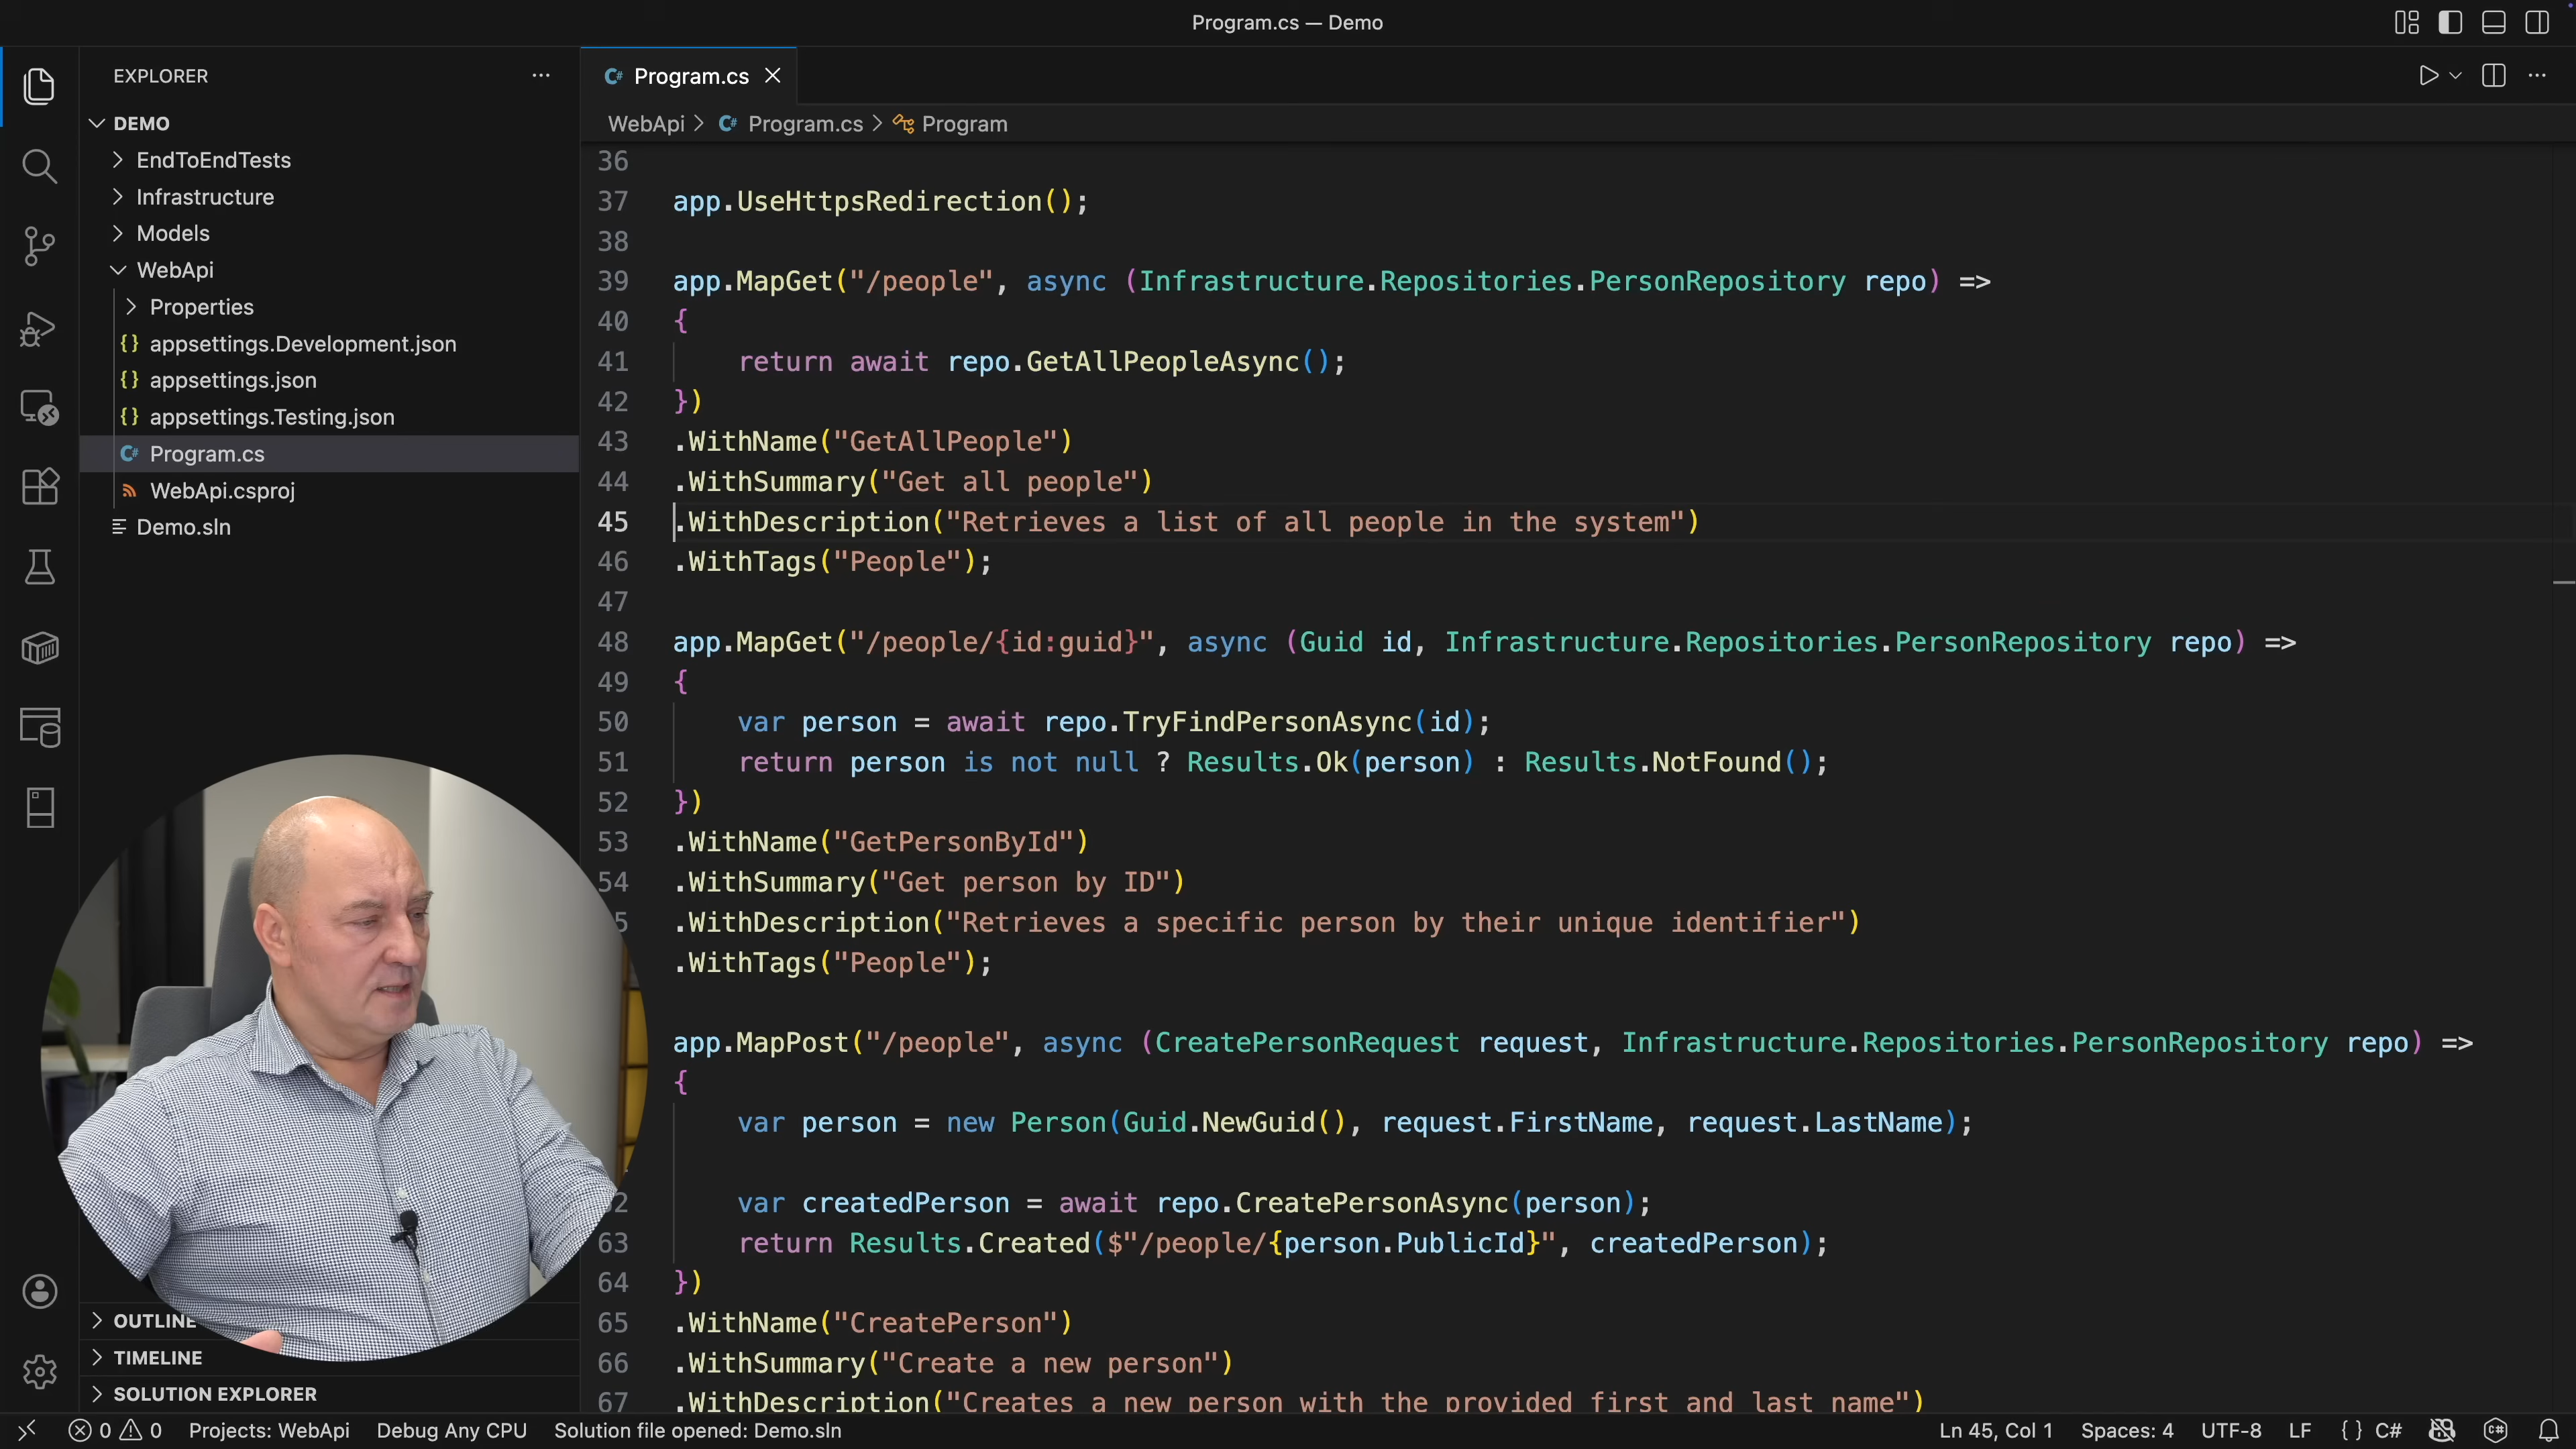 Program.cs — Demo
EXPLORER
DEMO
EndToEndTests
Infrastructure
Models
WebApi
Properties
{} appsettings.Development.json
{} appsettings.json
{} appsettings.Testing.json
C# Program.cs
WebApi.csproj
Demo.sln
OUTLINE
TIMELINE
SOLUTION EXPLORER
C# Program.cs
WebApi > C# Program.cs > Program
36
37 app.UseHttpsRedirection();
38
39 app.MapGet("/people", async (Infrastructure.Repositories.PersonRepository repo) =>
40 {
41 return await repo.GetAllPeopleAsync();
42 })
43 .WithName("GetAllPeople")
44 .WithSummary("Get all people")
45 .WithDescription("Retrieves a list of all people in the system")
46 .WithTags("People");
47
48 app.MapGet("/people/{id:guid}", async (Guid id, Infrastructure.Repositories.PersonRepository repo) =>
49 {
50 var person = await repo.TryFindPersonAsync(id);
51 return person is not null ? Results.Ok(person) : Results.NotFound();
52 })
53 .WithName("GetPersonById")
54 .WithSummary("Get person by ID")
5 .WithDescription("Retrieves a specific person by their unique identifier")
.WithTags("People");
app.MapPost("/people", async (CreatePersonRequest request, Infrastructure.Repositories.PersonRepository repo) =>
{
var person = new Person(Guid.NewGuid(), request.FirstName, request.LastName);
2 var createdPerson = await repo.CreatePersonAsync(person);
63 return Results.Created($"/people/{person.PublicId}", createdPerson);
64 })
65 .WithName("CreatePerson")
66 .WithSummary("Create a new person")
67 .WithDescription("Creates a new person with the provided first and last name")
0 0 Projects: WebApi Debug Any CPU Solution file opened: Demo.sln Ln 45, Col 1 Spaces: 4 UTF-8 LF {} C#